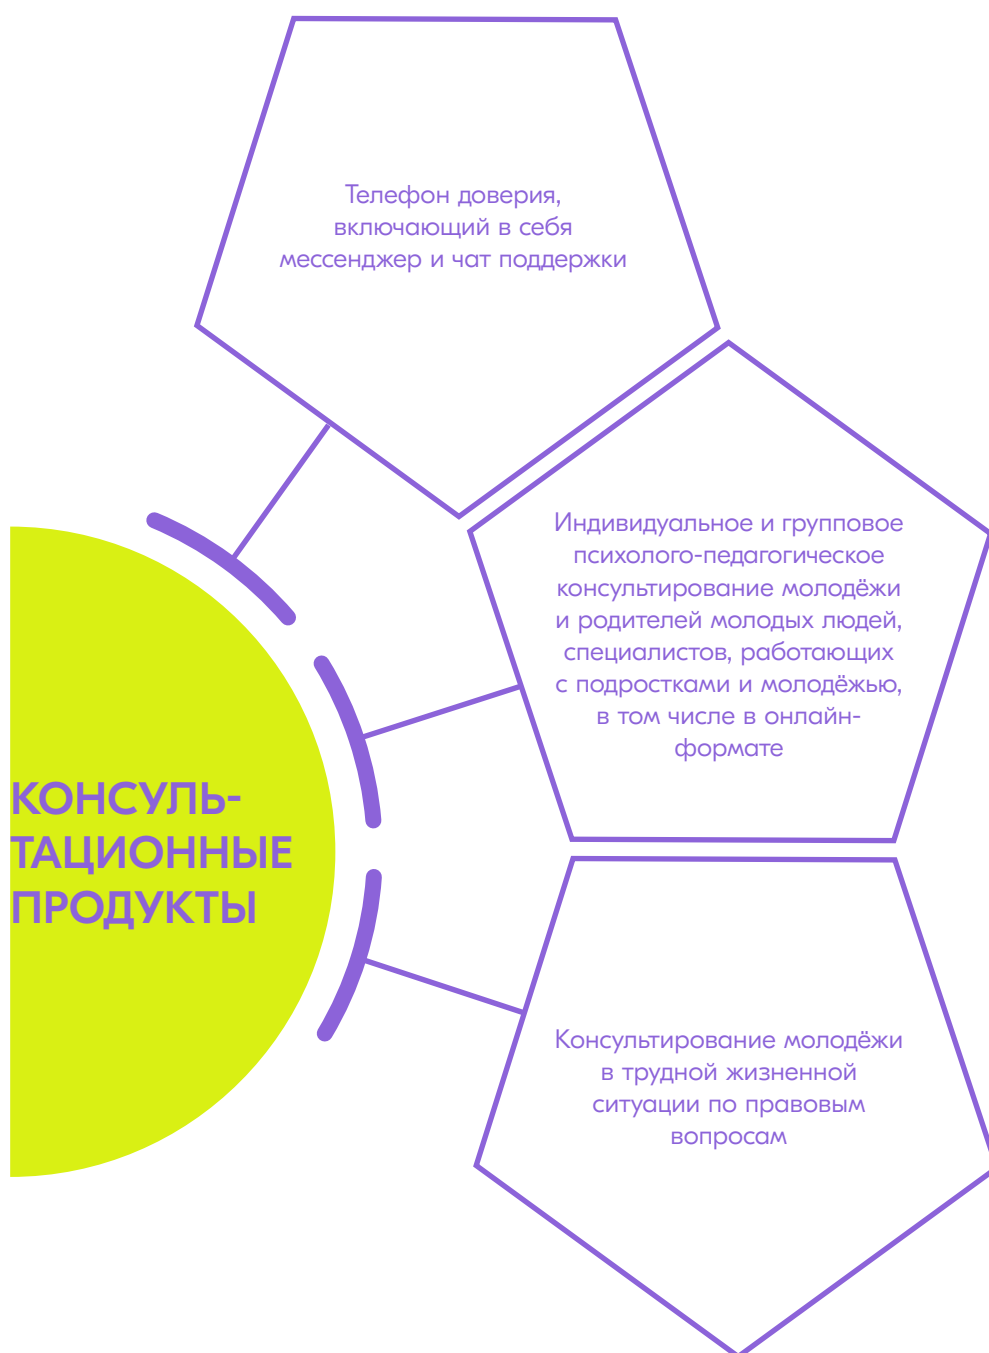 Телефон доверия,
включающий в себя
мессенджер и чат поддержки
Индивидуальное и групповое
психолого-педагогическое
консультирование молодёжи
и родителей молодых людей,
специалистов, работающих
с подростками и молодёжью,
в том числе в онлайн-
формате
КОНСУЛЬ-
ТАЦИОННЫЕ
ПРОДУКТЫ
Консультирование молодёжи
в трудной жизненной
ситуации по правовым
вопросам